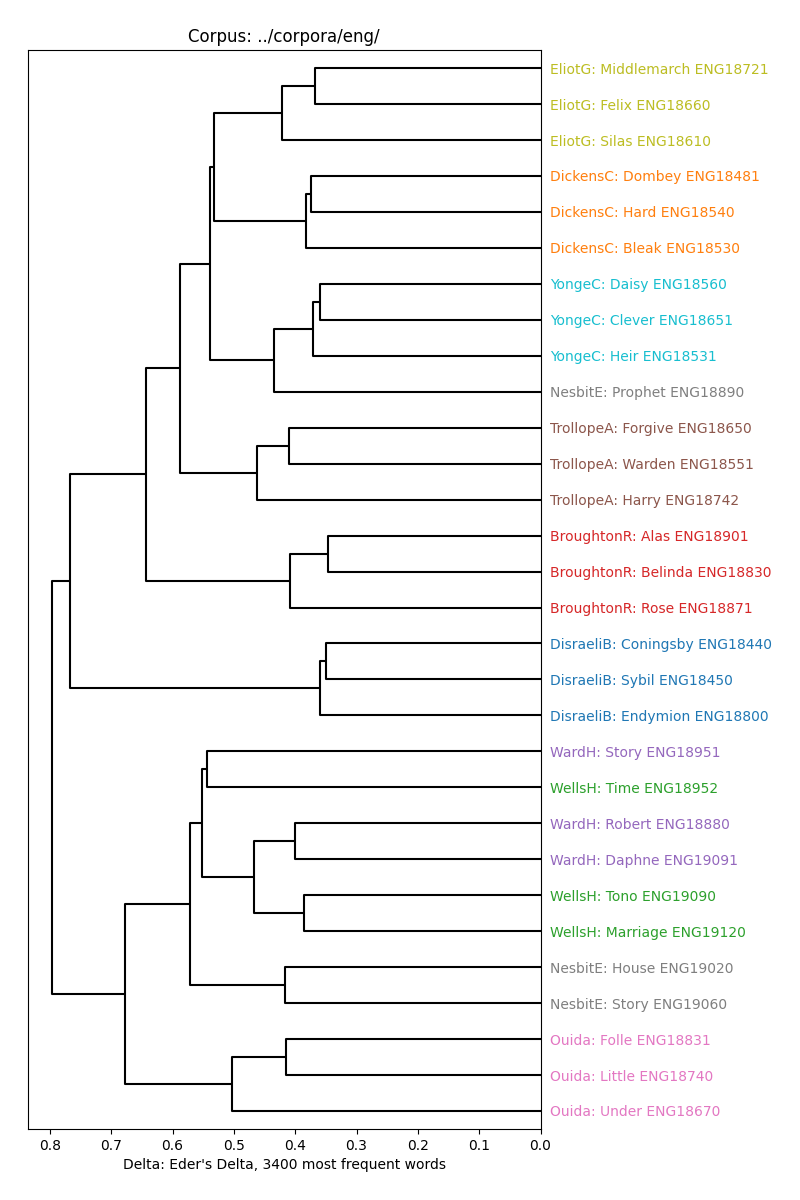 Corpus: ../corpora/eng/
EliotG: Middlemarch ENG18721
EliotG: Felix ENG18660
EliotG: Silas ENG18610
DickensC: Dombey ENG18481
DickensC: Hard ENG18540
DickensC: Bleak ENG18530
YongeC: Daisy ENG18560
YongeC: Clever ENG18651
YongeC: Heir ENG18531
NesbitE: Prophet ENG18890
TrollopeA: Forgive ENG18650
TrollopeA: Warden ENG18551
TrollopeA: Harry ENG18742
BroughtonR: Alas ENG18901
BroughtonR: Belinda ENG18830
BroughtonR: Rose ENG18871
DisraeliB: Coningsby ENG18440
DisraeliB: Sybil ENG18450
DisraeliB: Endymion ENG18800
WardH: Story ENG18951
WellsH: Time ENG18952
WardH: Robert ENG18880
WardH: Daphne ENG19091
WellsH: Tono ENG19090
WellsH: Marriage ENG19120
NesbitE: House ENG19020
NesbitE: Story ENG19060
Ouida: Folle ENG18831
Ouida: Little ENG18740
Ouida: Under ENG18670
0.8 0.7 0.6 0.5 0.4 0.3 0.2 0.1 0.0
Delta: Eder's Delta, 3400 most frequent words